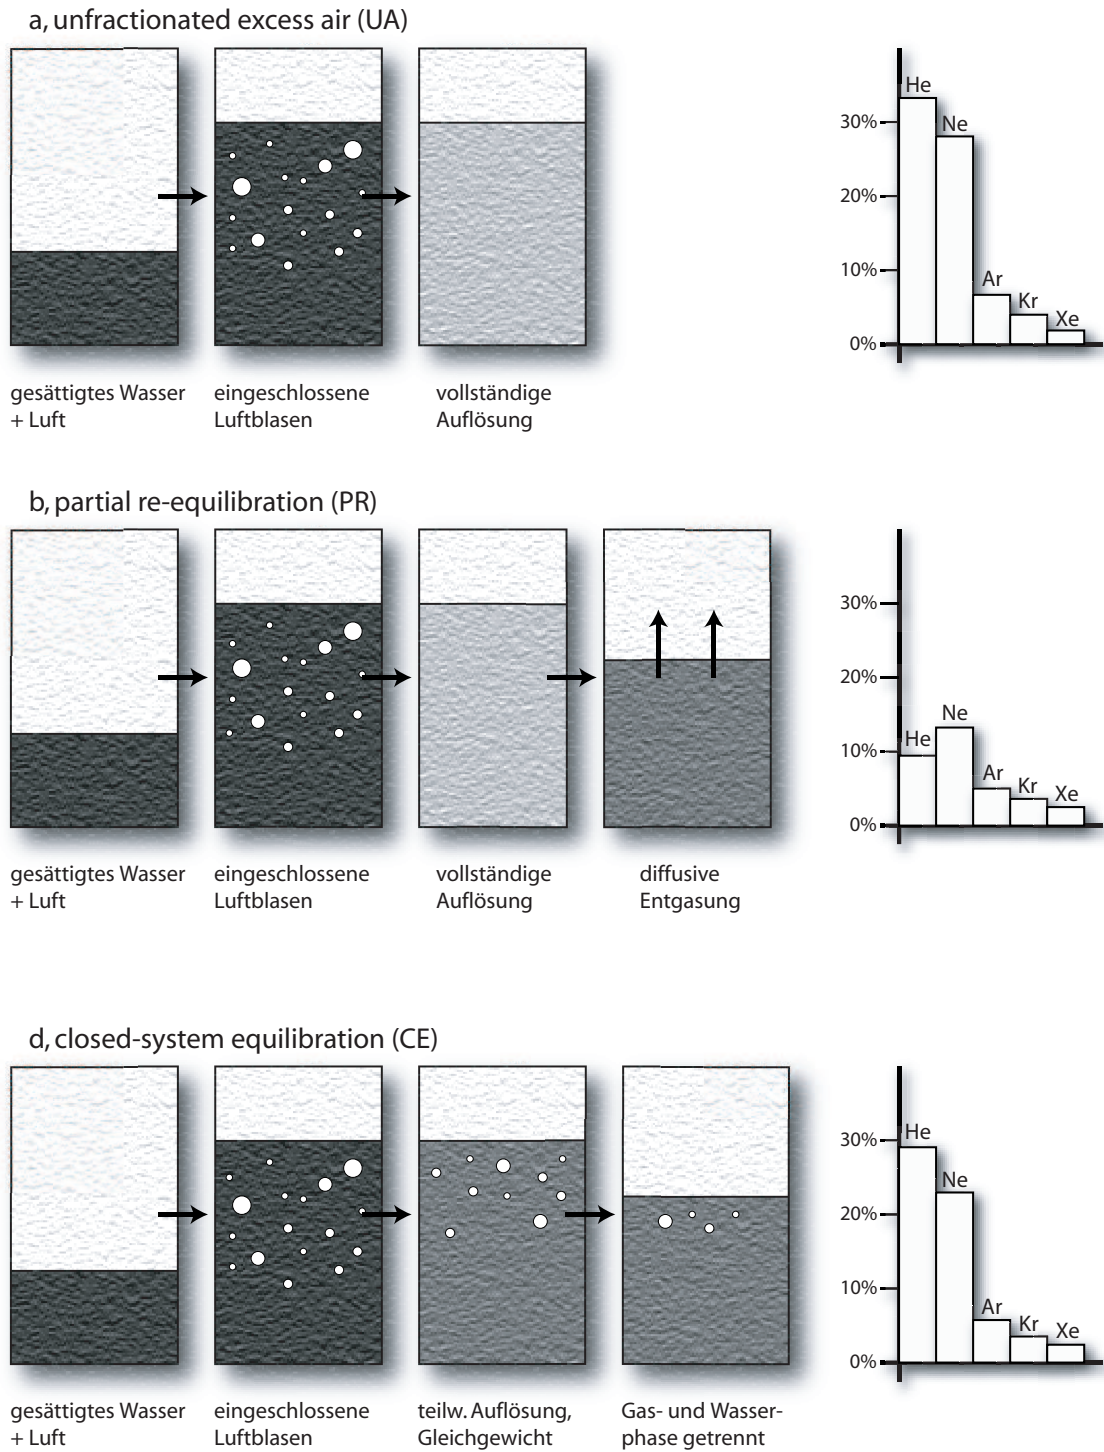 a, unfractionated excess air (UA)
He
Ne
Ar
Kr
Xe
30%
20%
10%
0%
gesättigtes Wasser
+ Luft
eingeschlossene
Luftblasen
vollständige
Auflösung
b, partial re-equilibration (PR)
He
Ne
Ar
Kr
Xe
30%
20%
10%
0%
gesättigtes Wasser
+ Luft
eingeschlossene
Luftblasen
vollständige
Auflösung
diffusive
Entgasung
d, closed-system equilibration (CE)
He
Ne
Ar
Kr
Xe
30%
20%
10%
0%
gesättigtes Wasser
+ Luft
eingeschlossene
Luftblasen
teilw. Auflösung,
Gleichgewicht
Gas- und Wasser-
phase getrennt